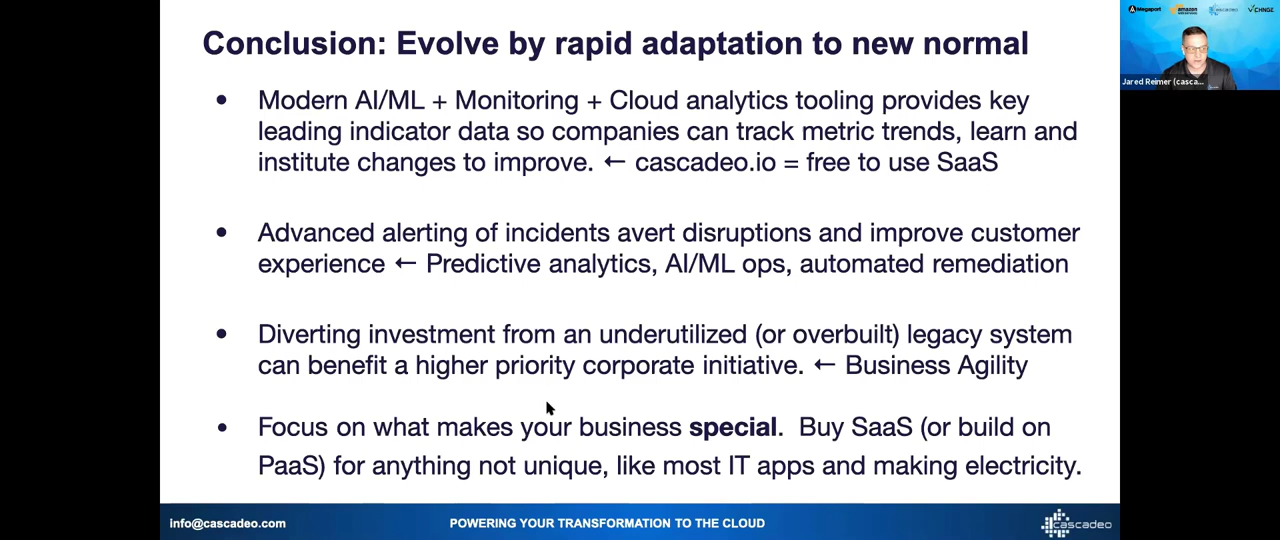 Conclusion: Evolve by rapid adaptation to new normal
Modern AI/ML + Monitoring + Cloud analytics tooling provides key
leading indicator data so companies can track metric trends, learn and
institute changes to improve. ← cascadeo.io = free to use SaaS
Advanced alerting of incidents avert disruptions and improve customer
experience ← Predictive analytics, AI/ML ops, automated remediation
Diverting investment from an underutilized (or overbuilt) legacy system
can benefit a higher priority corporate initiative. ← Business Agility
Focus on what makes your business special. Buy SaaS (or build on
PaaS) for anything not unique, like most IT apps and making electricity.
info@cascadeo.com
POWERING YOUR TRANSFORMATION TO THE CLOUD
cascadeo
Megaport
amazon
cascadeo
CHNGE
Jared Reimer (casca...